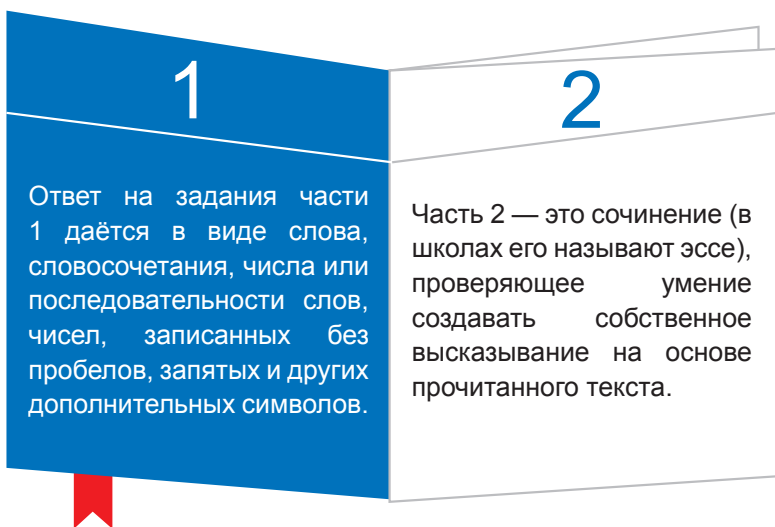 1
Ответ на задания части
1 даётся в виде слова,
словосочетания, числа или
последовательности слов,
чисел, записанных без
пробелов, запятых и других
дополнительных символов.
2
Часть 2 — это сочинение (в
школах его называют эссе),
проверяющее умение
создавать собственное
высказывание на основе
прочитанного текста.